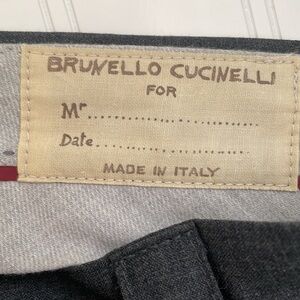 BRUNELLO CUCINELLI
FOR
Mr..............................
Date..............................
MADE IN ITALY